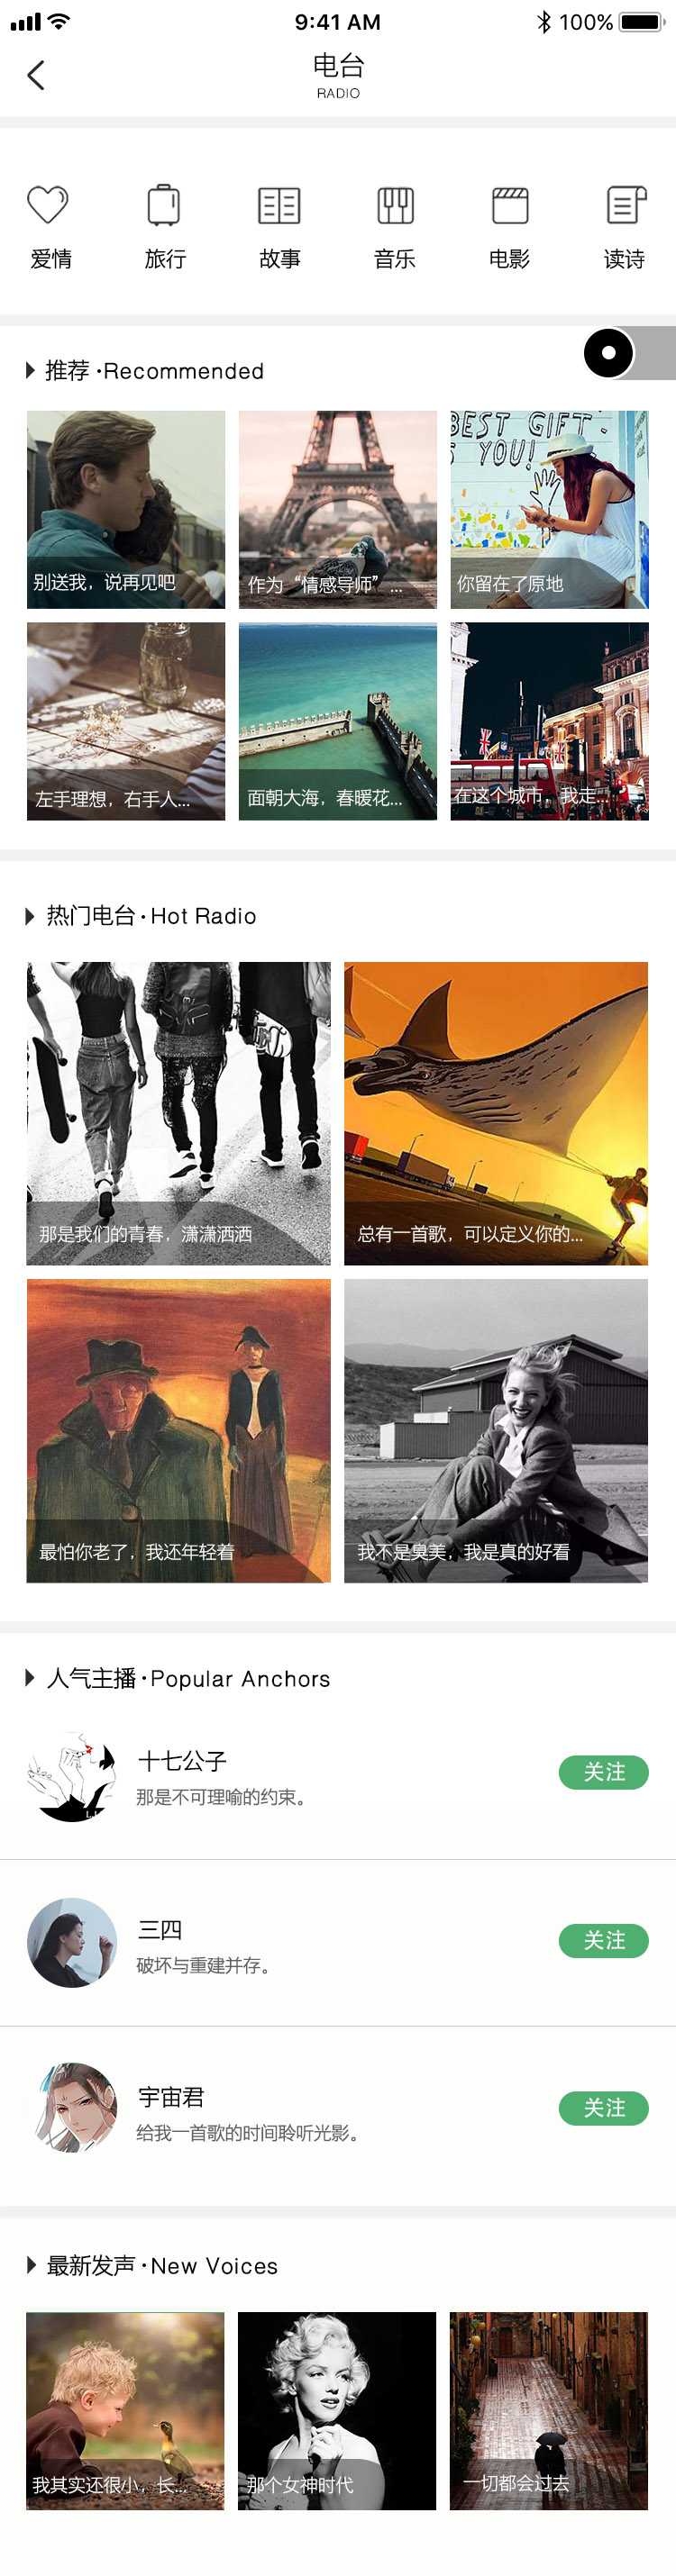 9:41 AM
100%
电台
RADIO
爱情
旅行
故事
音乐
电影
读诗
推荐·Recommended
BEST GIFT
YOU!
别送我，说再见吧
作为“情感导师”...
你留在了原地
左手理想，右手人...
面朝大海，春暖花...
在这个城市，我走...
热门电台·Hot Radio
那是我们的青春，潇潇洒洒
总有一首歌，可以定义你的...
最怕你老了，我还年轻着
我不是臭美，我是真的好看
人气主播·Popular Anchors
十七公子
那是不可理喻的约束。
关注
三四
破坏与重建并存。
关注
宇宙君
给我一首歌的时间聆听光影。
关注
最新发声·New Voices
我其实还很小，长...
那个女神时代
一切都会过去